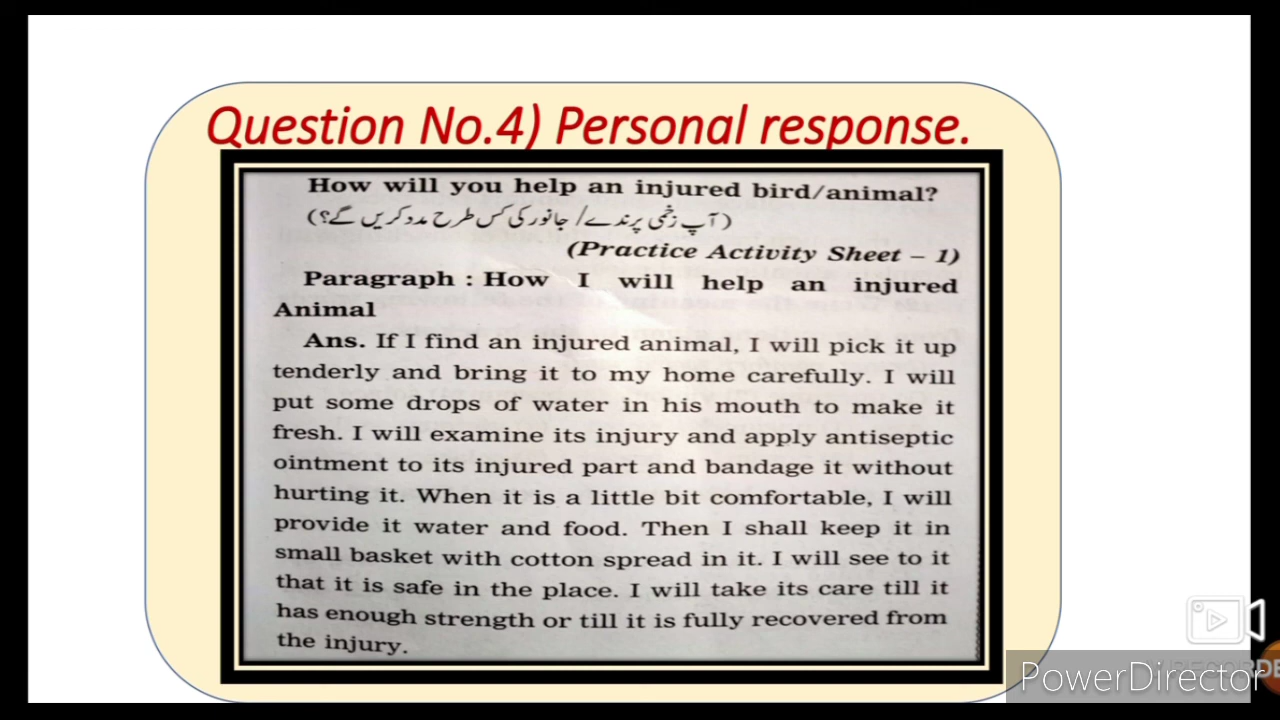 Question No.4) Personal response.
How will you help an injured bird/animal?
(آپ زخمی پرندے/ جانور کی کس طرح مدد کریں گے؟)
(Practice Activity Sheet – 1)
Paragraph : How I will help an injured
Animal
Ans. If I find an injured animal, I will pick it up
tenderly and bring it to my home carefully. I will
put some drops of water in his mouth to make it
fresh. I will examine its injury and apply antiseptic
ointment to its injured part and bandage it without
hurting it. When it is a little bit comfortable, I will
provide it water and food. Then I shall keep it in
small basket with cotton spread in it. I will see to it
that it is safe in the place. I will take its care till it
has enough strength or till it is fully recovered from
the injury.
PowerDirector